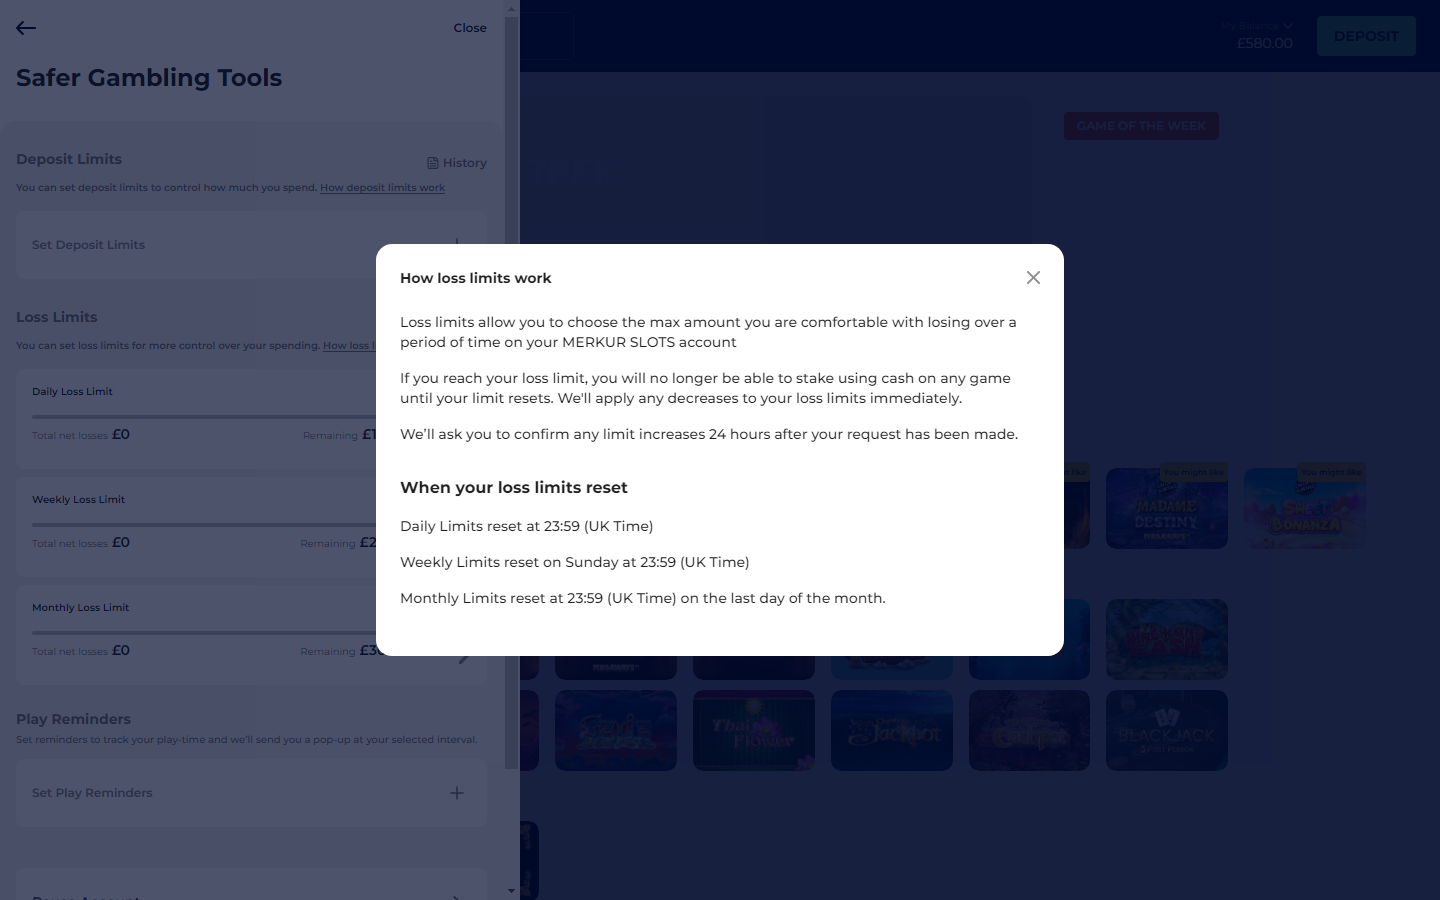 Close
My Balance
£580.00
DEPOSIT
Safer Gambling Tools
GAME OF THE WEEK
Deposit Limits
History
You can set deposit limits to control how much you spend. How deposit limits work
Set Deposit Limits
Loss Limits
You can set loss limits for more control over your spending. How loss
Daily Loss Limit
Total net losses £0
Remaining
Weekly Loss Limit
Total net losses £0
Remaining
Monthly Loss Limit
Total net losses £0
Remaining
Play Reminders
Set reminders to track your play-time and we'll send you a pop-up at your selected interval.
Set Play Reminders
Pause Account
How loss limits work
Loss limits allow you to choose the max amount you are comfortable with losing over a
period of time on your MERKUR SLOTS account
If you reach your loss limit, you will no longer be able to stake using cash on any game
until your limit resets. We'll apply any decreases to your loss limits immediately.
We’ll ask you to confirm any limit increases 24 hours after your request has been made.
When your loss limits reset
Daily Limits reset at 23:59 (UK Time)
Weekly Limits reset on Sunday at 23:59 (UK Time)
Monthly Limits reset at 23:59 (UK Time) on the last day of the month.
like
You might like
You might like
MADAME
DESTINY
MEGAWAYS
SWEET
BONANZA
MEGAWAYS
Thai
Flower
Jackpot
BLACKJACK